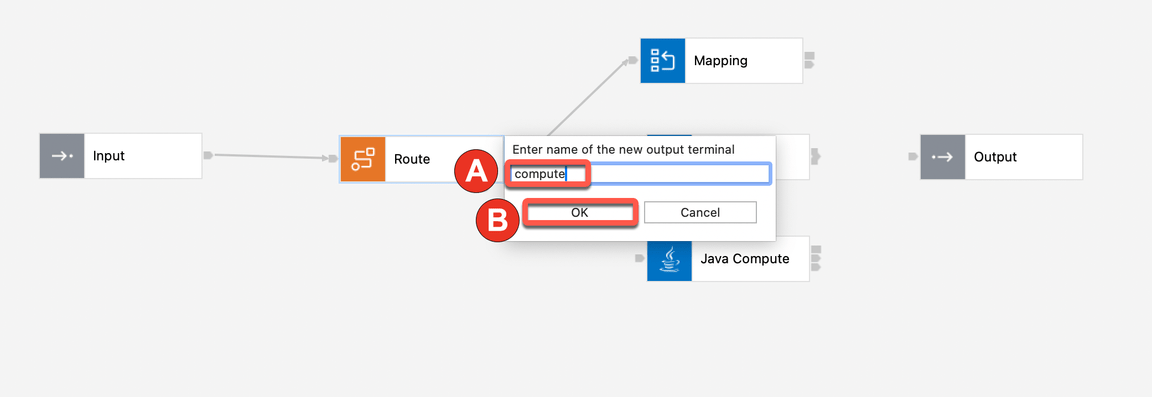 Mapping
Input
Route
Enter name of the new output terminal
A
compute
B
OK
Cancel
Output
Java Compute